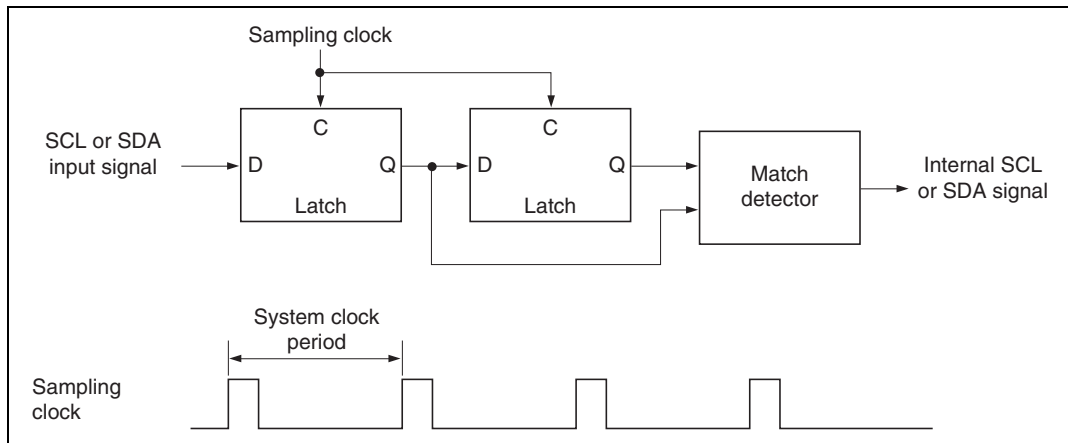 Sampling clock
SCL or SDA
input signal
C
D
Q
Latch
C
D
Q
Latch
Match
detector
Internal SCL
or SDA signal
System clock
period
Sampling
clock